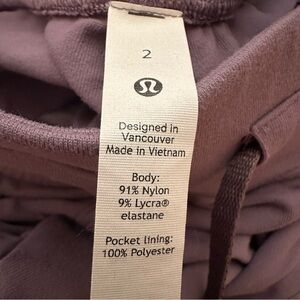 2
Designed in
Vancouver
Made in Vietnam
Body:
91% Nylon
9% Lycra®
elastane
Pocket lining:
100% Polyester